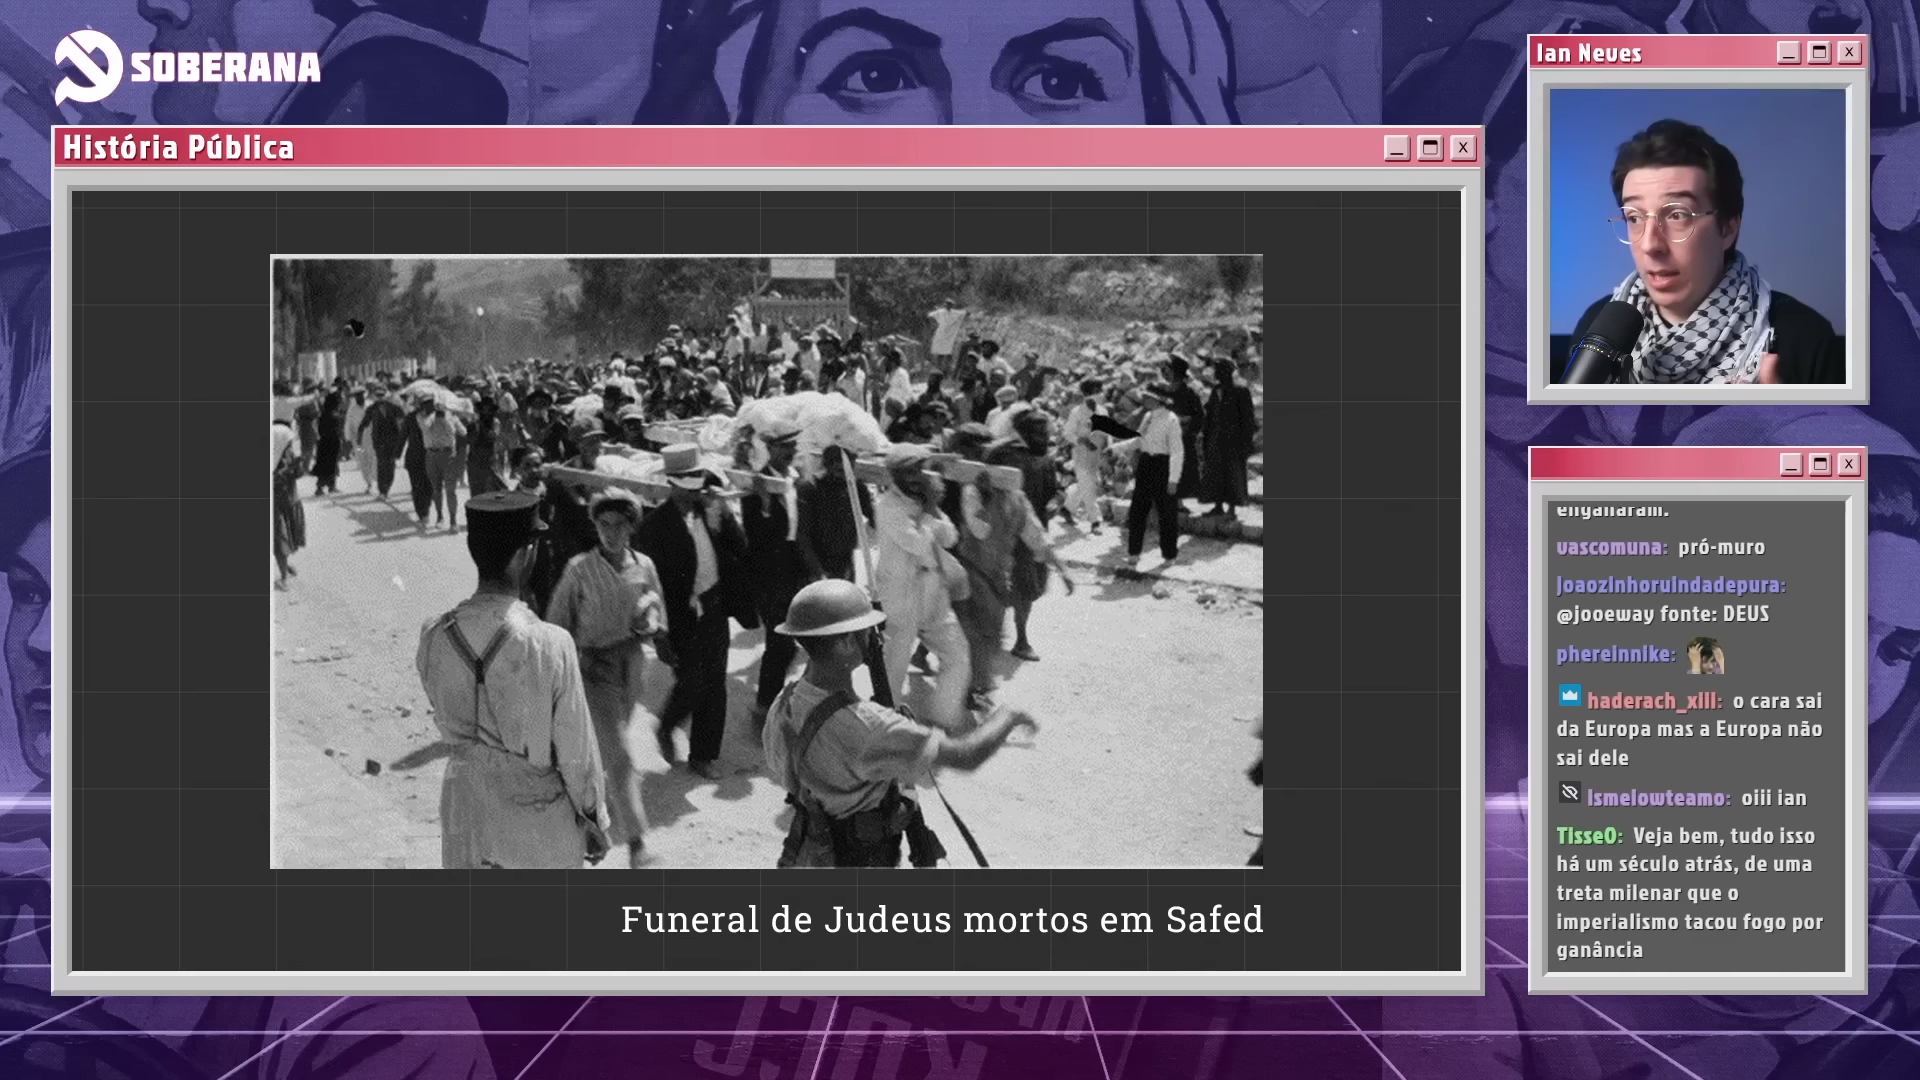 SOBERANA
História Pública
Funeral de Judeus mortos em Safed
Ian Neves
enganaram.
vascomuna: pró-muro
joaozinhoruindadepura:
@jooeway fonte: DEUS
phereinnike:
haderach_xiii: o cara sai
da Europa mas a Europa não
sai dele
ismelowteamo: oiii ian
TisseO: Veja bem, tudo isso
há um século atrás, de uma
treta milenar que o
imperialismo tacou fogo por
ganância